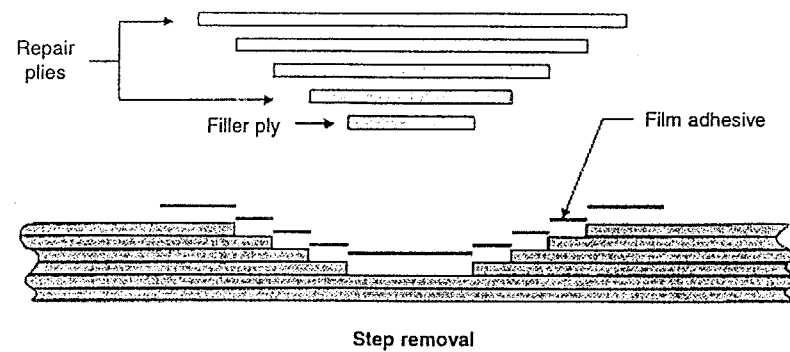 Repair
plies
Filler ply
Film adhesive
Step removal